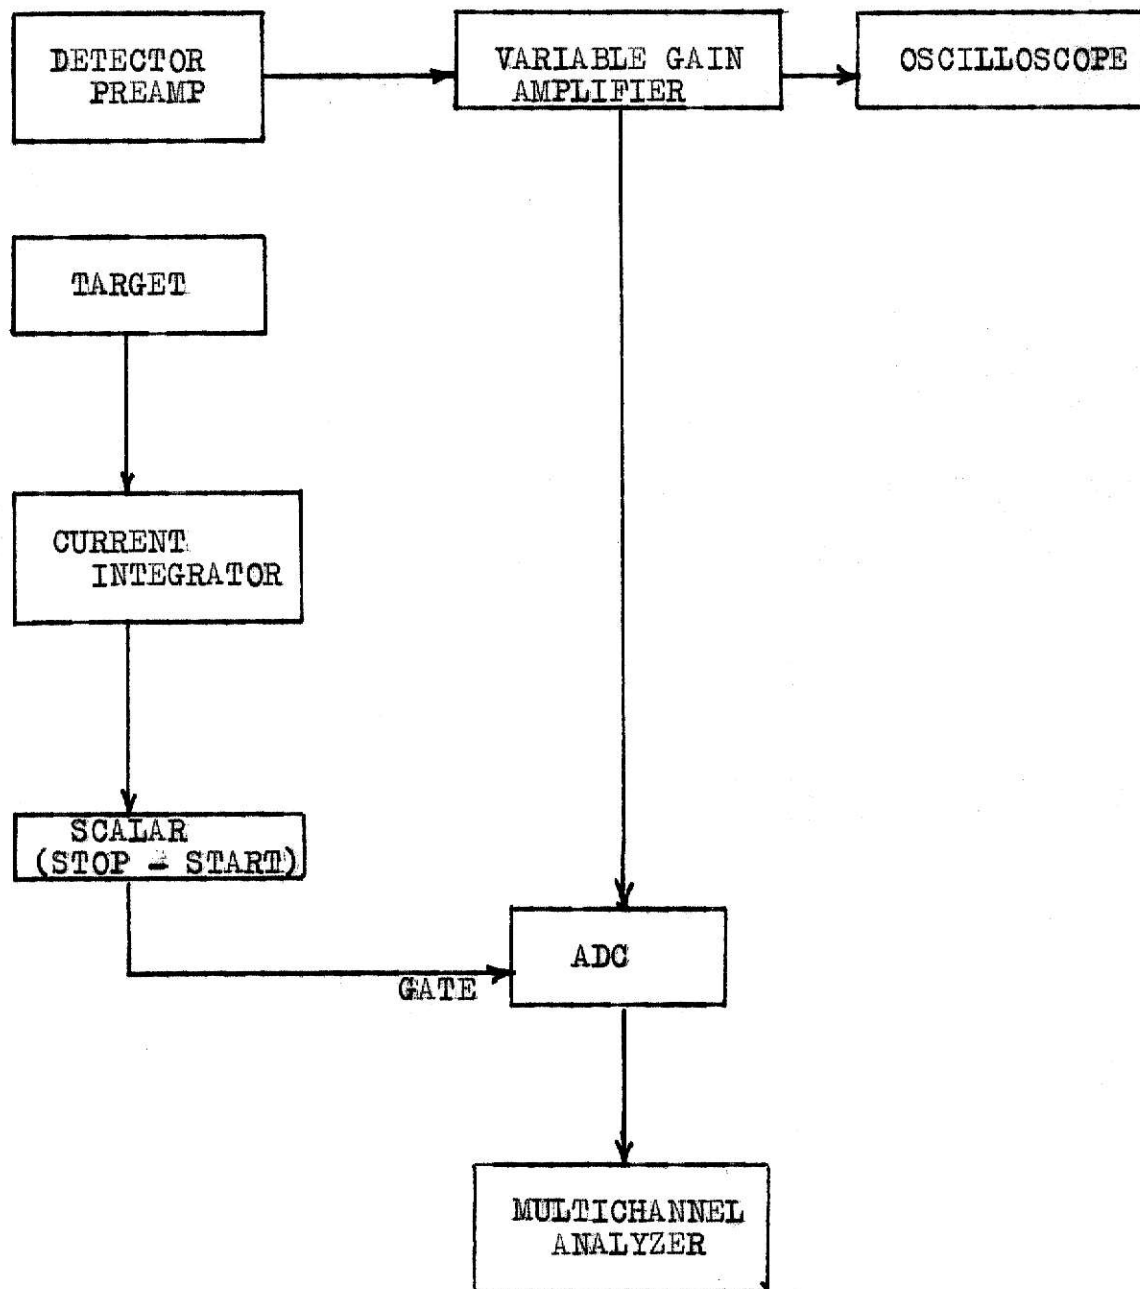 DETECTOR
PREAMP
VARIABLE GAIN
AMPLIFIER
OSCILLOSCOPE
TARGET
CURRENT
INTEGRATOR
SCALAR
(STOP - START)
GATE
ADC
MULTICHANNEL
ANALYZER